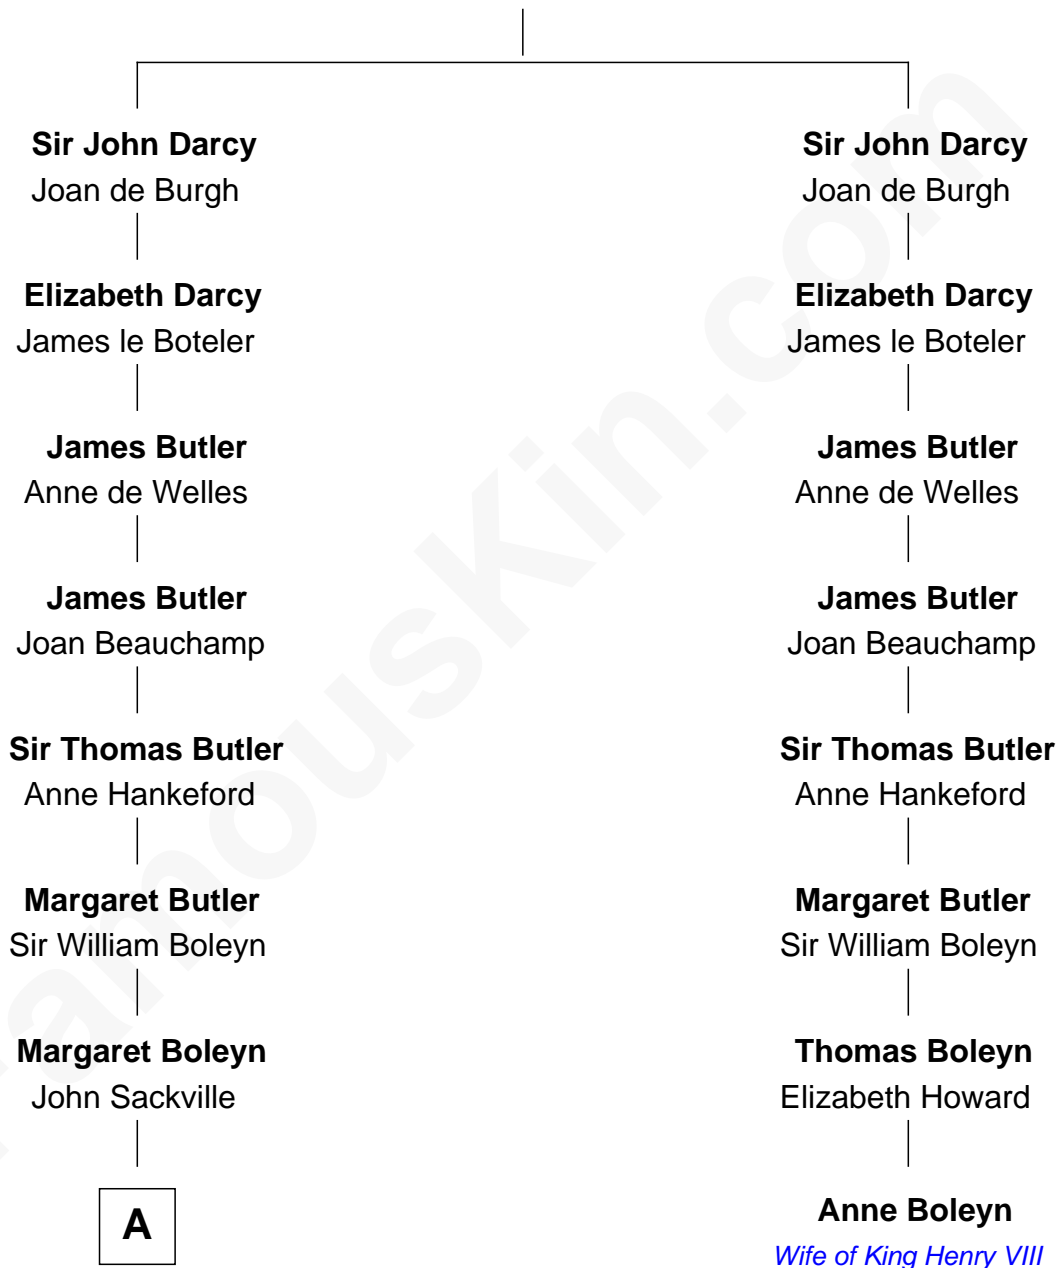 Sir John Darcy
Joan de Burgh
Elizabeth Darcy
James le Boteler
James Butler
Anne de Welles
James Butler
Joan Beauchamp
Sir Thomas Butler
Anne Hankeford
Margaret Butler
Sir William Boleyn
Margaret Boleyn
John Sackville
A
Sir John Darcy
Joan de Burgh
Elizabeth Darcy
James le Boteler
James Butler
Anne de Welles
James Butler
Joan Beauchamp
Sir Thomas Butler
Anne Hankeford
Margaret Butler
Sir William Boleyn
Thomas Boleyn
Elizabeth Howard
Anne Boleyn
Wife of King Henry VIII
FamousKin.com